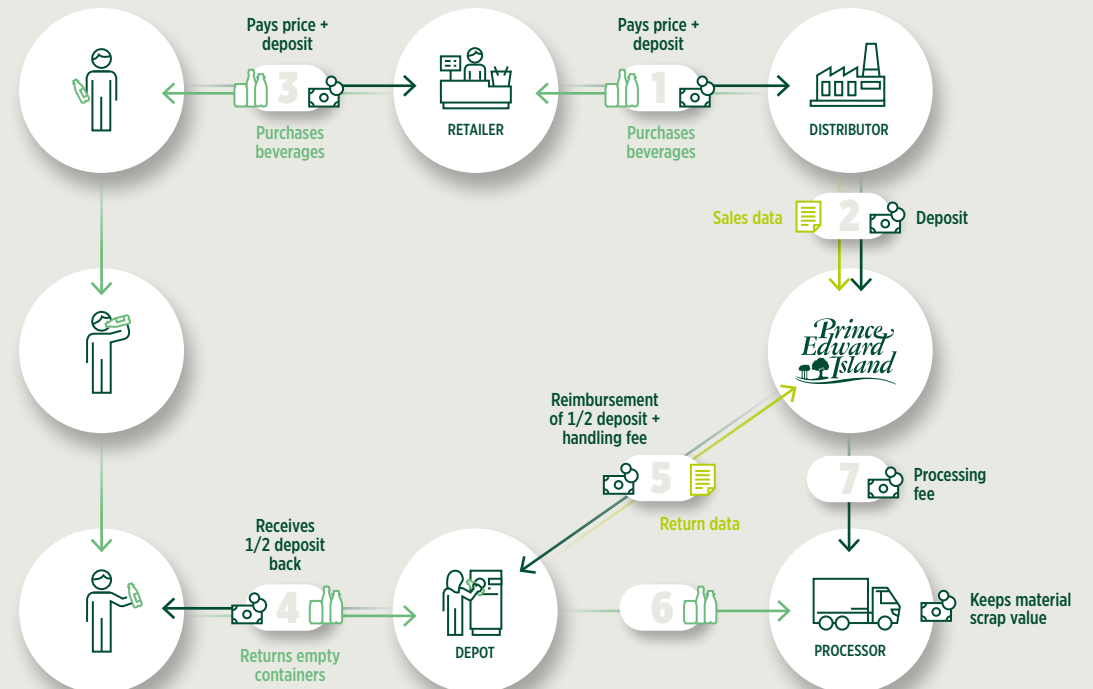 Pays price +
deposit
3
Purchases
beverages
RETAILER
Pays price +
deposit
1
Purchases
beverages
DISTRIBUTOR
Sales data
2
Deposit
Prince
Edward
Island
Reimbursement
of 1/2 deposit +
handling fee
5
Return data
7
Processing
fee
Receives
1/2 deposit
back
4
Returns empty
containers
DEPOT
6
PROCESSOR
Keeps material
scrap value